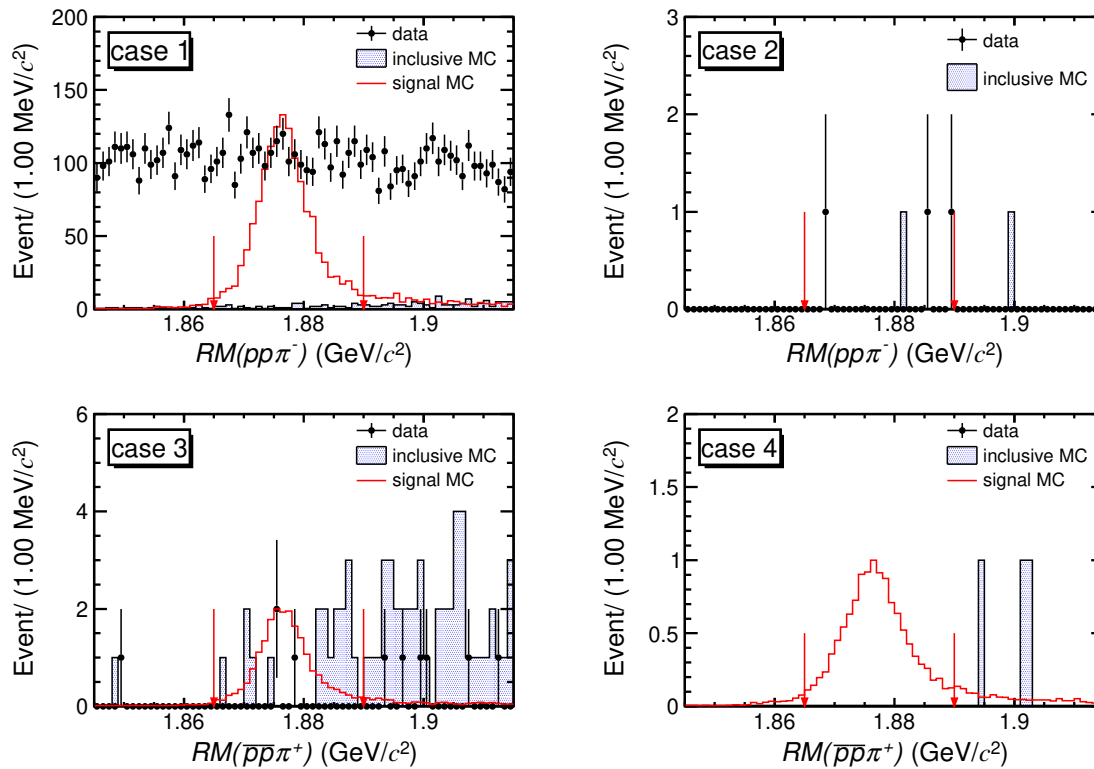 200
150
100
50
0
Event/ (1.00 MeV/c²)
case 1
data
inclusive MC
signal MC
1.86
1.88
1.9
RM(ppπ⁻) (GeV/c²)
3
2
1
0
Event/ (1.00 MeV/c²)
case 2
data
inclusive MC
1.86
1.88
1.9
RM(ppπ⁻) (GeV/c²)
6
4
2
0
Event/ (1.00 MeV/c²)
case 3
data
inclusive MC
signal MC
1.86
1.88
1.9
RM(p̅p̅π⁺) (GeV/c²)
2
1.5
1
0.5
0
Event/ (1.00 MeV/c²)
case 4
data
inclusive MC
signal MC
1.86
1.88
1.9
RM(p̅p̅π⁺) (GeV/c²)